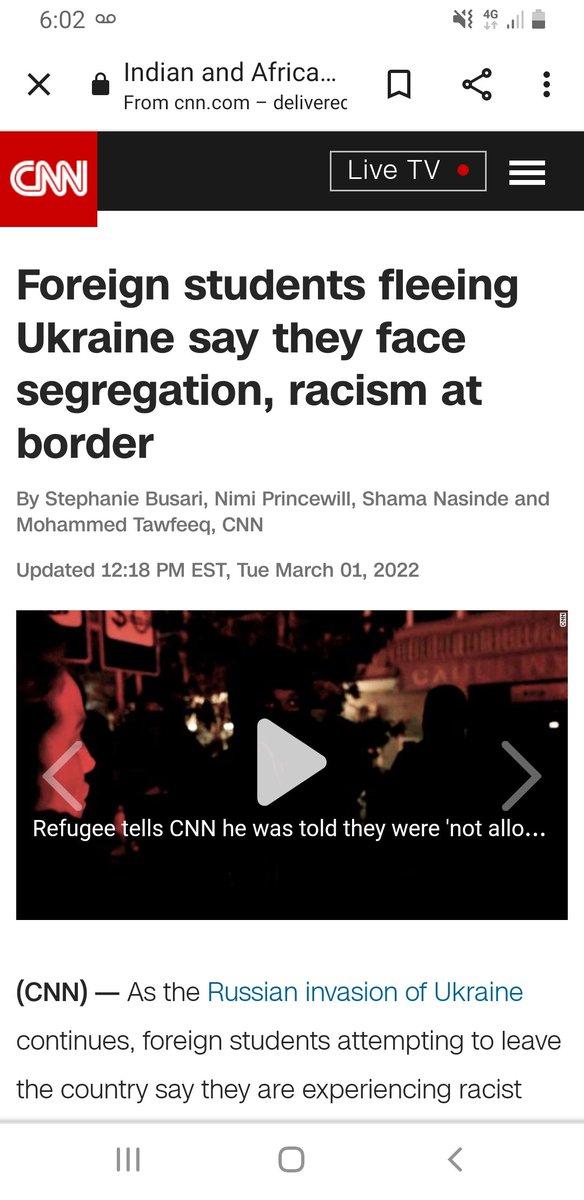 6:02
4G
Indian and Africa...
From cnn.com – delivered
CNN
Live TV
Foreign students fleeing
Ukraine say they face
segregation, racism at
border
By Stephanie Busari, Nimi Princewill, Shama Nasinde and
Mohammed Tawfeeq, CNN
Updated 12:18 PM EST, Tue March 01, 2022
CNN
Refugee tells CNN he was told they were 'not allo...
(CNN) — As the Russian invasion of Ukraine
continues, foreign students attempting to leave
the country say they are experiencing racist